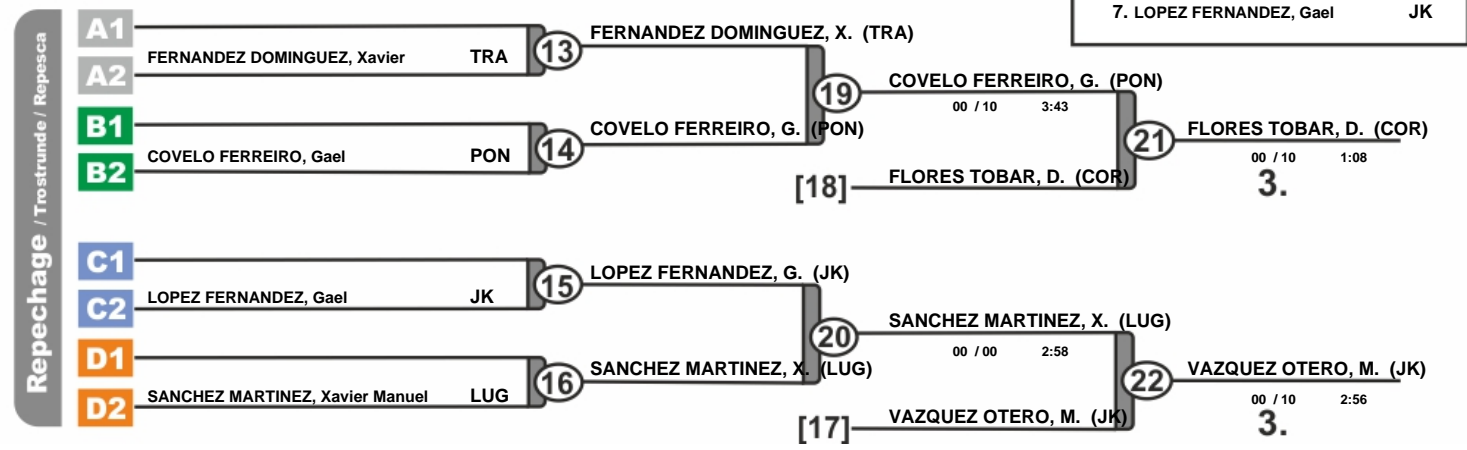 7. LOPEZ FERNANDEZ, Gael JK
Repechage / Trostrunde / Repesca
A1
FERNANDEZ DOMINGUEZ, Xavier TRA
A2
13
FERNANDEZ DOMINGUEZ, X. (TRA)
B1
COVELO FERREIRO, Gael PON
B2
14
COVELO FERREIRO, G. (PON)
19
COVELO FERREIRO, G. (PON)
00 / 10 3:43
[18]
FLORES TOBAR, D. (COR)
21
FLORES TOBAR, D. (COR)
00 / 10 1:08
3.
C1
LOPEZ FERNANDEZ, Gael JK
C2
15
LOPEZ FERNANDEZ, G. (JK)
D1
SANCHEZ MARTINEZ, Xavier Manuel LUG
D2
16
SANCHEZ MARTINEZ, X. (LUG)
20
SANCHEZ MARTINEZ, X. (LUG)
00 / 00 2:58
[17]
VAZQUEZ OTERO, M. (JK)
22
VAZQUEZ OTERO, M. (JK)
00 / 10 2:56
3.